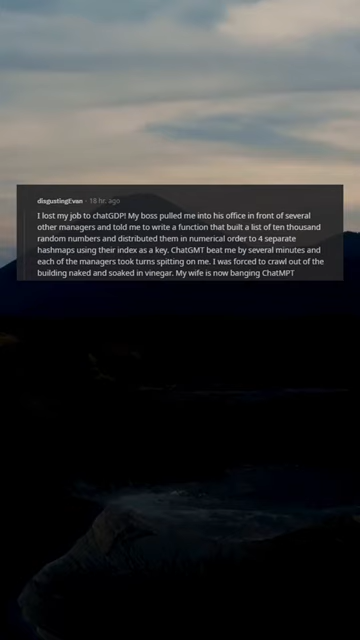 disgustingEvan · 18 hr. ago
I lost my job to chatGDP! My boss pulled me into his office in front of several
other managers and told me to write a function that built a list of ten thousand
random numbers and distributed them in numerical order to 4 separate
hashmaps using their index as a key. ChatGMT beat me by several minutes and
each of the managers took turns spitting on me. I was forced to crawl out of the
building naked and soaked in vinegar. My wife is now banging ChatMPT